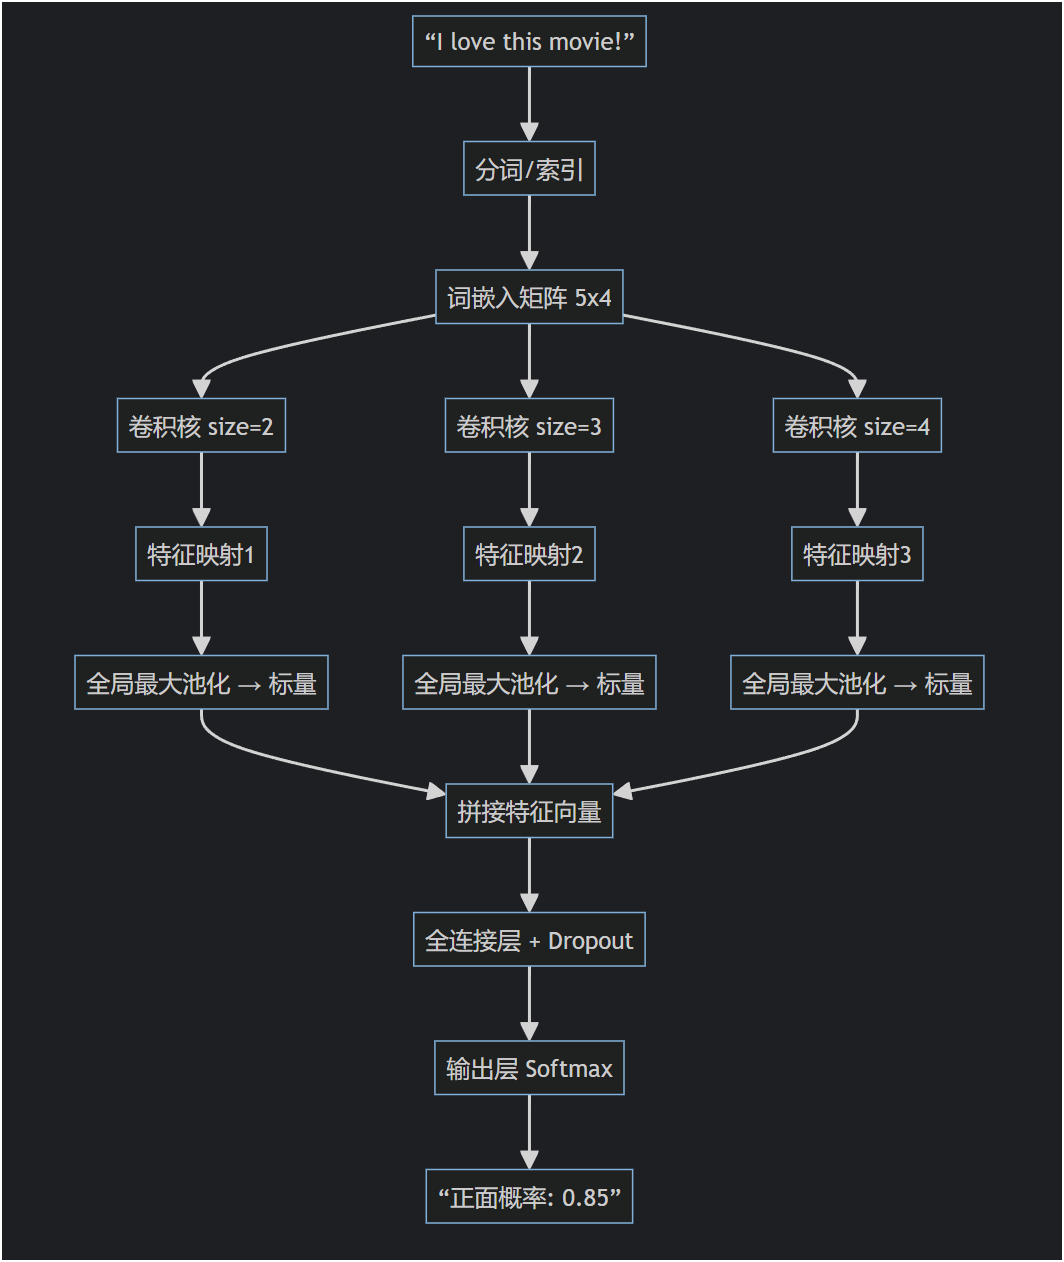 “I love this movie!”
分词/索引
词嵌入矩阵 5x4
卷积核 size=2
卷积核 size=3
卷积核 size=4
特征映射1
特征映射2
特征映射3
全局最大池化 → 标量
全局最大池化 → 标量
全局最大池化 → 标量
拼接特征向量
全连接层 + Dropout
输出层 Softmax
“正面概率: 0.85”